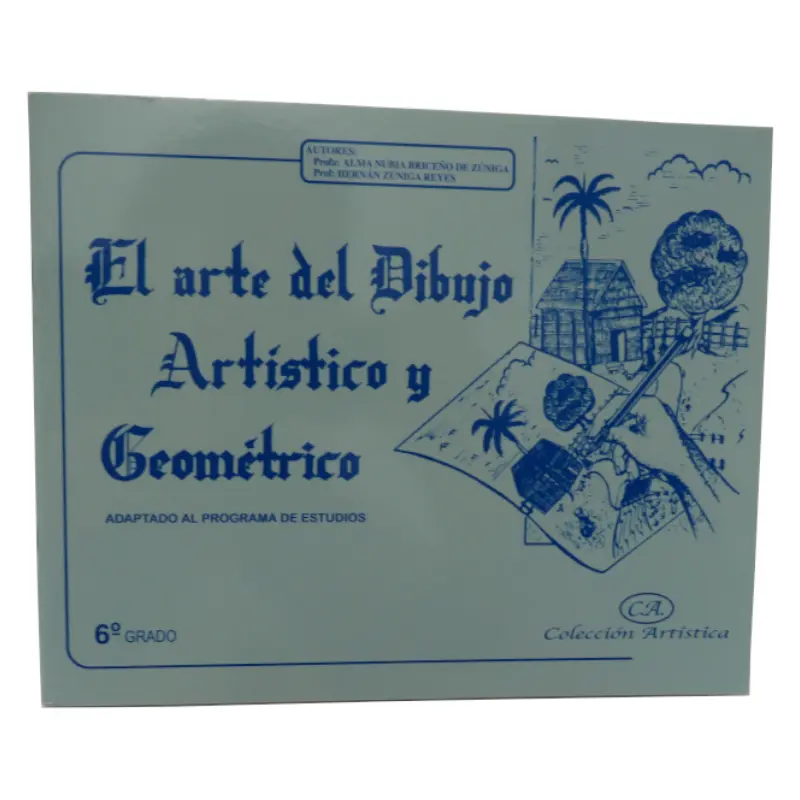 AUTORES:
Profa: ALMA NUBIA BRICEÑO DE ZÚNIGA
Prof: HERNÁN ZÚNIGA REYES
El arte del Dibujo
Artístico y
Geométrico
ADAPTADO AL PROGRAMA DE ESTUDIOS
6º GRADO
C.A.
Colección Artística